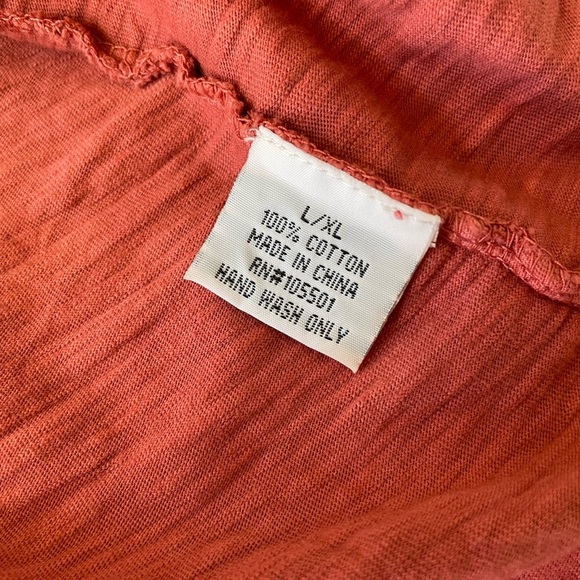 L/XL
100% COTTON
MADE IN CHINA
RN#105501
HAND WASH ONLY